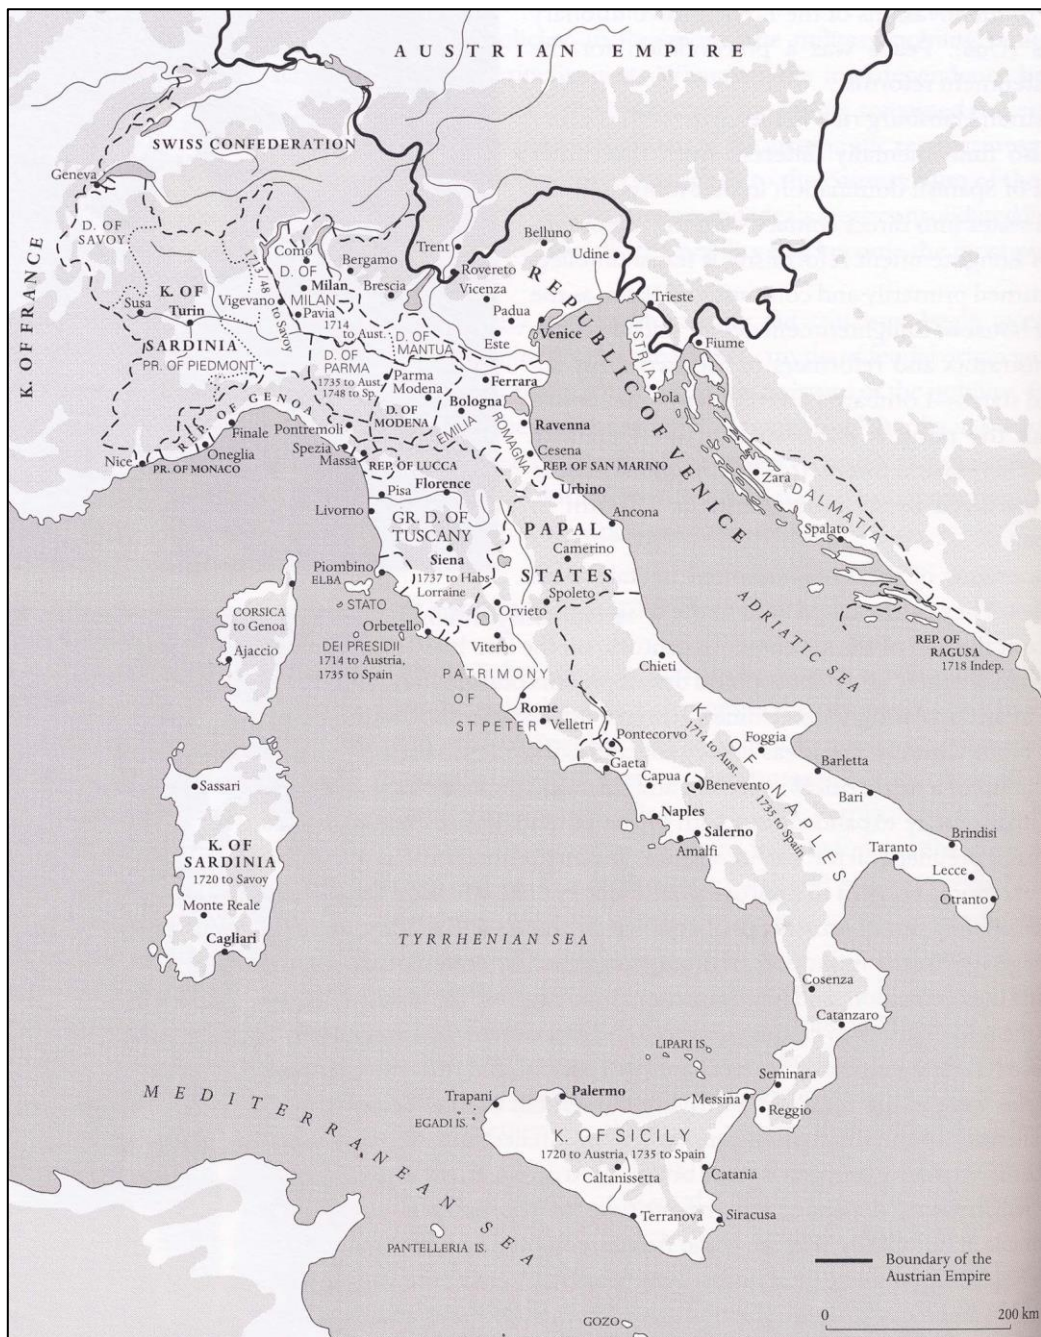 AUSTRIAN EMPIRE
SWISS CONFEDERATION
Geneva
K. OF FRANCE
D. OF
SAVOY
Como
D. OF
Milan
MILAN
Pavia
1714
to Aust.
1713/48
to Savoy
Vigevano
Bergamo
Brescia
Trent
Rovereto
Vicenza
Padua
Este
Belluno
Udine
Venice
Trieste
ISTRIA
Fiume
Pola
REPUBLIC OF VENICE
Susa
K. OF
Turin
SARDINIA
PR. OF PIEDMONT
D. OF
MANTUA
D. OF
PARMA
1735 to Aust.
1748 to Sp.
Parma
Modena
D. OF
MODENA
Ferrara
Bologna
EMILIA
ROMAGNA
Ravenna
Cesena
REP. OF GENOA
Finale
Oneglia
Nice
PR. OF MONACO
Pontremoli
Spezia
Massa
REP. OF LUCCA
REP. OF SAN MARINO
Pisa
Florence
Livorno
GR. D. OF
TUSCANY
Siena
1737 to Habs
Lorraine
Urbino
Ancona
PAPAL
Camerino
STATES
Spoleto
Zara
DALMATIA
Spalato
Piombino
ELBA
STATO
Orbetello
DEI PRESIDII
1714 to Austria,
1735 to Spain
Orvieto
Viterbo
PATRIMONY
OF
ST PETER
Rome
Velletri
CORSICA
to Genoa
Ajaccio
ADRIATIC SEA
REP. OF
RAGUSA
1718 Indep.
Chieti
Pontecorvo
Gaeta
Capua
Benevento
Naples
Salerno
Amalfi
K. OF NAPLES
1714 to Aust.
1735 to Spain
Foggia
Barletta
Bari
Brindisi
Taranto
Lecce
Otranto
Sassari
K. OF
SARDINIA
1720 to Savoy
Monte Reale
Cagliari
TYRRHENIAN SEA
Cosenza
Catanzaro
LIPARI IS.
Seminara
Messina
Reggio
MEDITERRANEAN SEA
Trapani
EGADI IS.
Palermo
K. OF SICILY
1720 to Austria, 1735 to Spain
Caltanissetta
Catania
Terranova
Siracusa
PANTELLERIA IS.
GOZO
Boundary of the
Austrian Empire
0 200 km